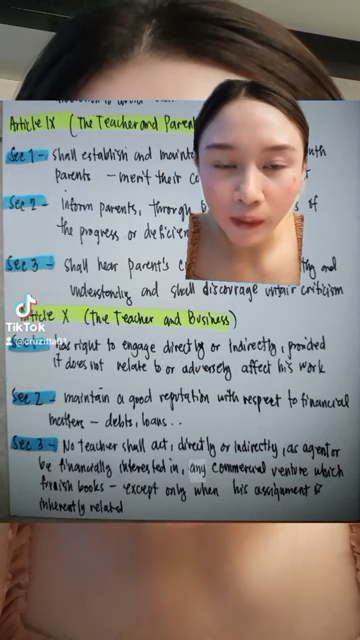 Article IX (The Teacher and Paren
Sec 1 - shall establish and
parents - merit their
Sec 2 - Inform parents, through of
the progress or
Sec 3 - shall hear parent's and
understanding and shall discourage unfair criticism
Article X (The Teacher and Business)
has right to engage directly or indirectly, provided
it does not relate to or adversely affect his work
Sec 2 - maintain a good reputation with respect to financial
matters - debts, loans..
Sec 3 - No teacher shall act, directly or indirectly, as agent or
be financially interested in, any commercial venture which
furnish books - except only when his assignment is
inherently related
TikTok